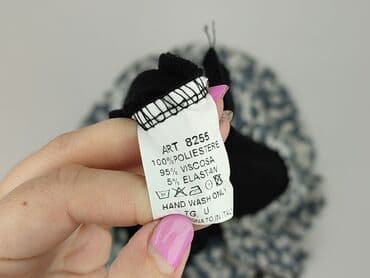 ART 8255
100% POLIESTERE
95% VISCOSA
5% ELASTAN
HAND WASH ONLY
TG. U